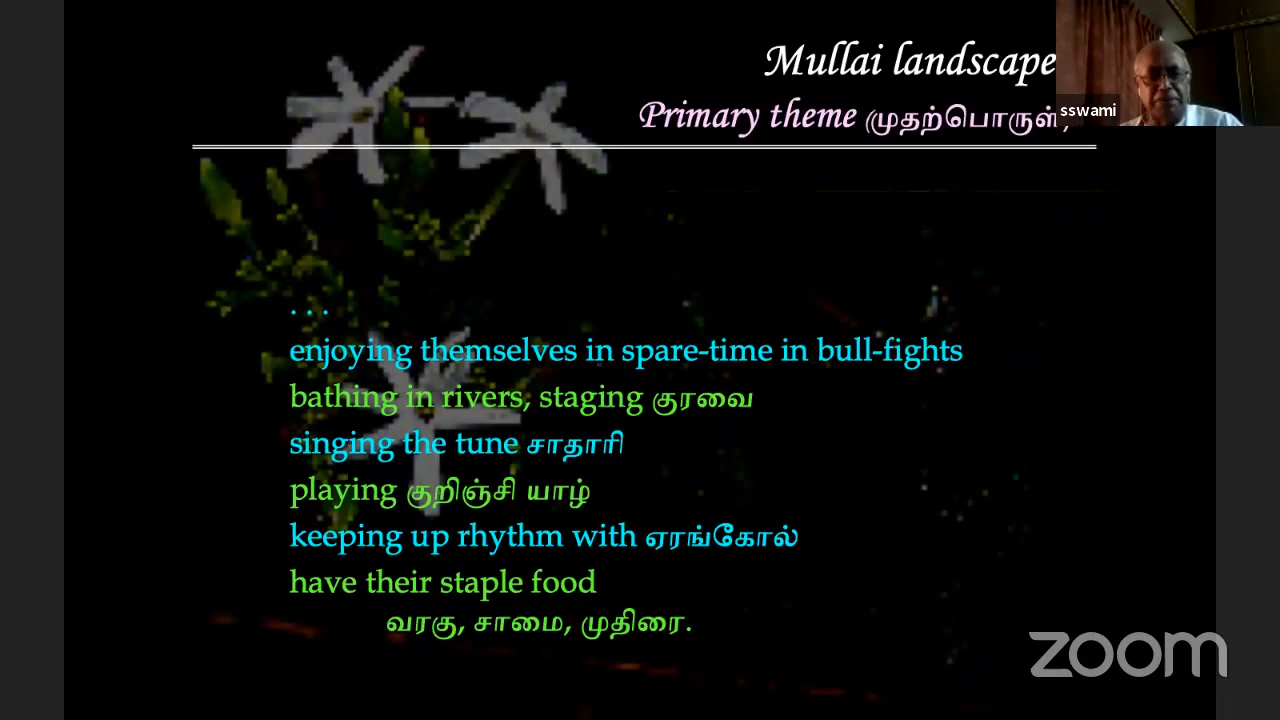 Mullai landscape
Primary theme (முதற்பொருள்)
sswami
. . .
enjoying themselves in spare-time in bull-fights
bathing in rivers, staging குரவை
singing the tune சாதாரி
playing குறிஞ்சி யாழ்
keeping up rhythm with ஏரங்கோல்
have their staple food
வரகு, சாமை, முதிரை.
zoom